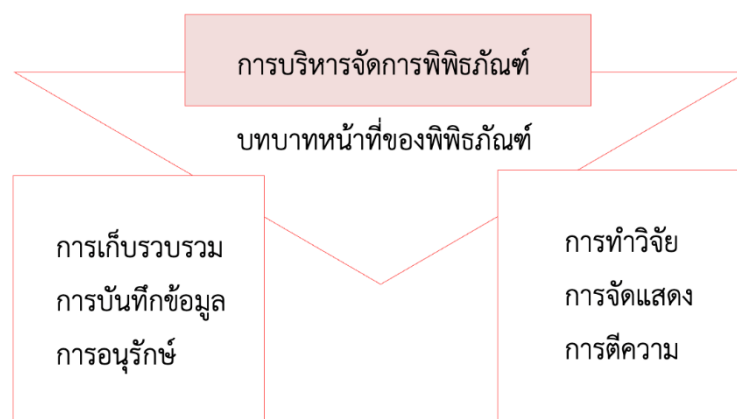 การบริหารจัดการพิพิธภัณฑ์
บทบาทหน้าที่ของพิพิธภัณฑ์
การเก็บรวบรวม
การบันทึกข้อมูล
การอนุรักษ์
การทำวิจัย
การจัดแสดง
การตีความ